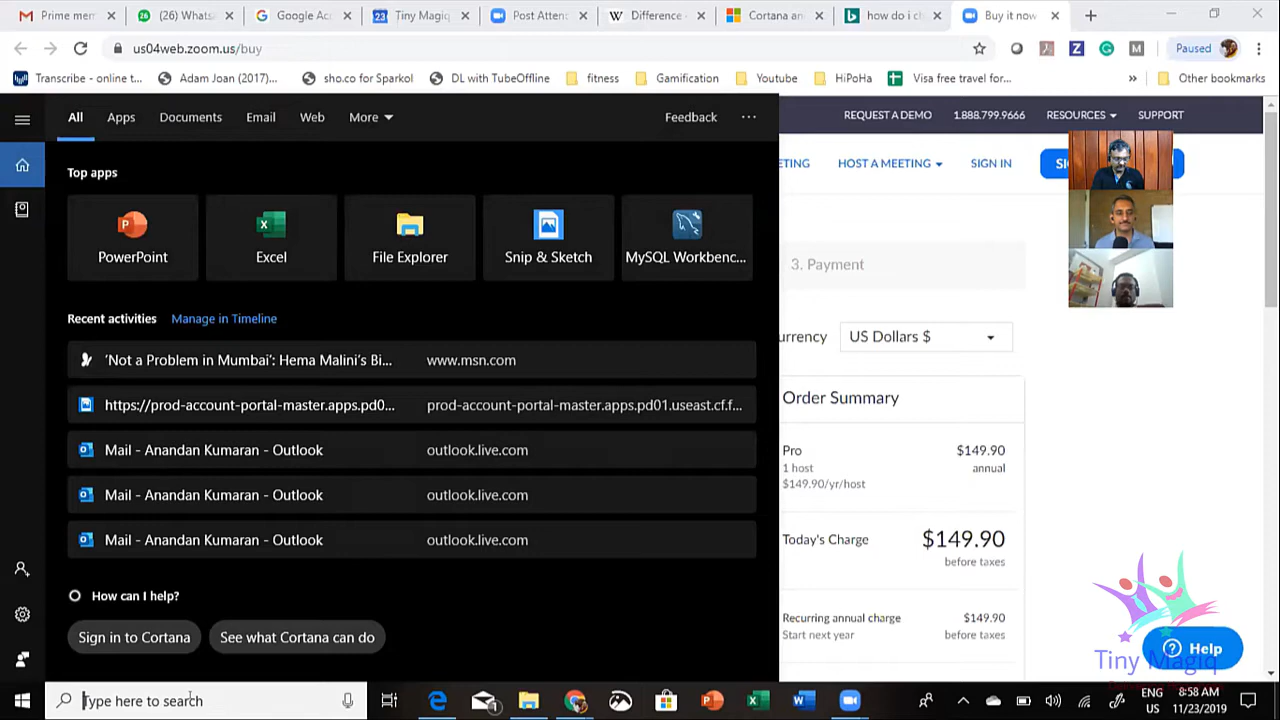 Prime mem
(26) Whats
Google Acc
23 Tiny Magiq
Post Atten
Difference
Cortana an
how do i ch
Buy it now
us04web.zoom.us/buy
Paused
Transcribe - online t...
Adam Joan (2017)...
sho.co for Sparkol
DL with TubeOffline
fitness
Gamification
Youtube
HiPoHa
Visa free travel for...
»
Other bookmarks
All Apps Documents Email Web More
Feedback ...
REQUEST A DEMO 1.888.799.9666 RESOURCES SUPPORT
ETING HOST A MEETING SIGN IN SI
Top apps
PowerPoint
Excel
File Explorer
Snip & Sketch
MySQL Workbenc...
3. Payment
Recent activities Manage in Timeline
urrency US Dollars $
'Not a Problem in Mumbai': Hema Malini's Bi... www.msn.com
https://prod-account-portal-master.apps.pd0... prod-account-portal-master.apps.pd01.useast.cf.f...
Mail - Anandan Kumaran - Outlook outlook.live.com
Mail - Anandan Kumaran - Outlook outlook.live.com
Mail - Anandan Kumaran - Outlook outlook.live.com
Order Summary
Pro $149.90
1 host annual
$149.90/yr/host
Today's Charge $149.90
before taxes
Recurring annual charge $149.90
Start next year before taxes
How can I help?
Sign in to Cortana See what Cortana can do
Help
Tiny Magiq
Type here to search
ENG
US
8:58 AM
11/23/2019